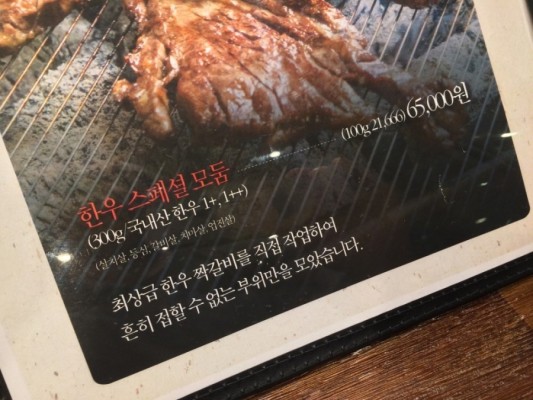 한우 스페셜 모둠 (100g 21,666) 65,000원
(300g 국내산 한우 1+, 1++)
(살치살, 등심, 갈비살, 치마살, 업진살)
최상급 한우 짝갈비를 직접 작업하여
흔히 접할 수 없는 부위만을 모았습니다.